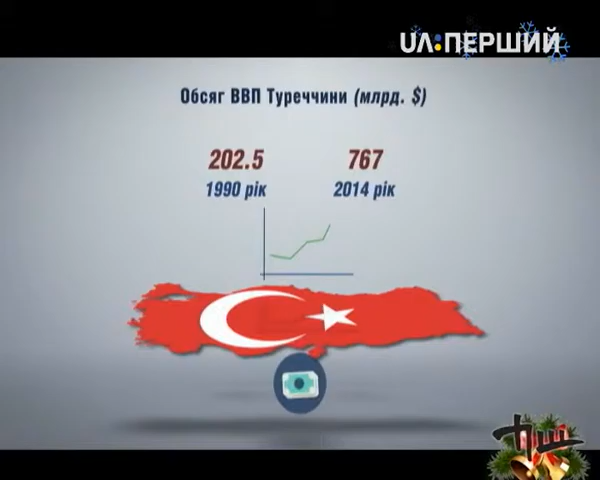 UA:ПЕРШИЙ
Обсяг ВВП Туреччини (млрд. $)
202.5
767
1990 рік
2014 рік